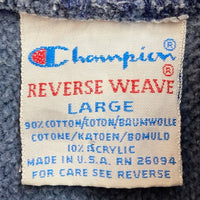 Champion®
REVERSE WEAVE®
LARGE
90% COTTON/COTON/BAUMWOLLE
COTONE/KATOEN/BOMULO
10% ACRYLIC
MADE IN U.S.A. RN 26094
FOR CARE SEE REVERSE